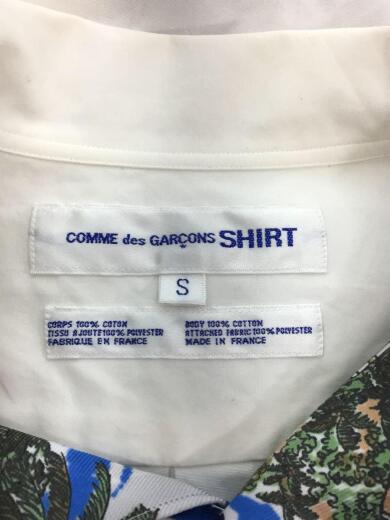 COMME des GARÇONS SHIRT
S
CORPS 100% COTON
TISSU AJOUTE 100% POLYESTER
FABRIQUE EN FRANCE
BODY 100% COTTON
ATTACHED FABRIC 100% POLYESTER
MADE IN FRANCE